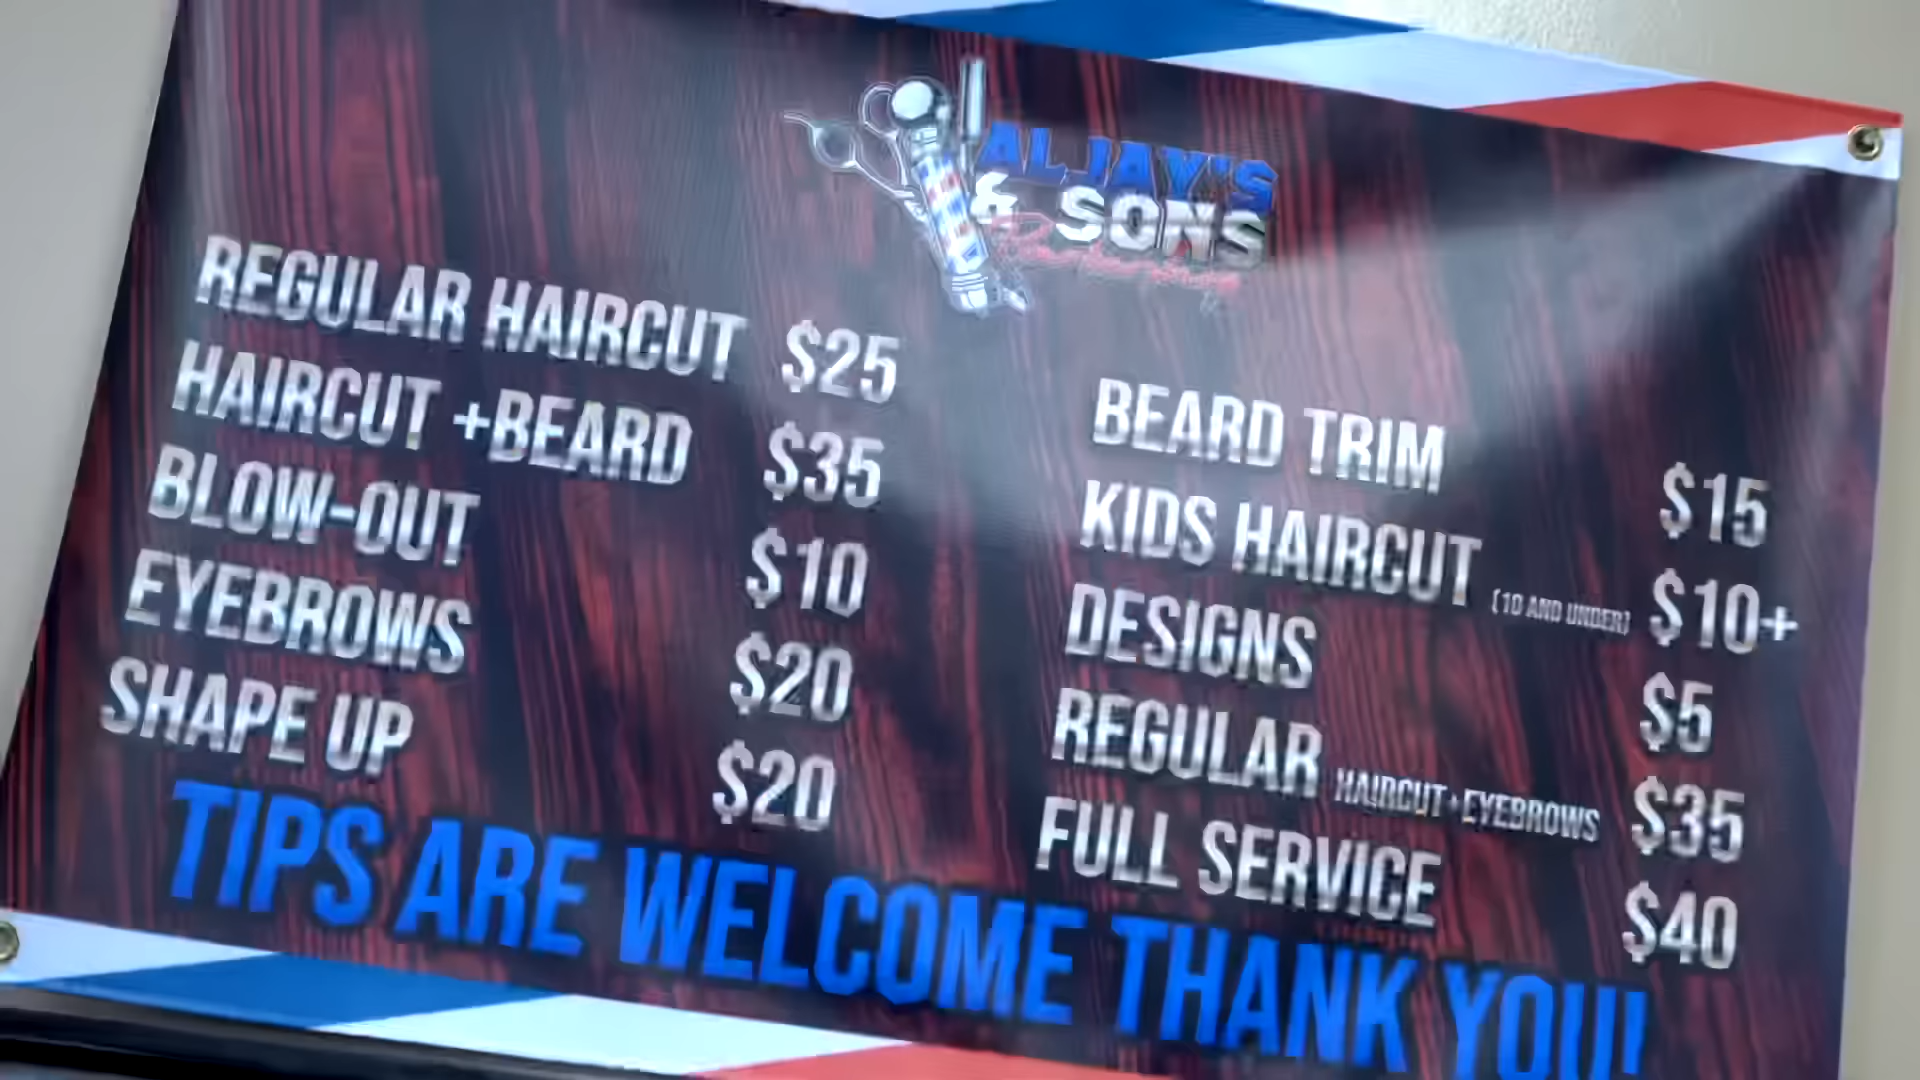 AL JAY'S
& SONS
REGULAR HAIRCUT $25
HAIRCUT +BEARD $35
BLOW-OUT $10
EYEBROWS $20
SHAPE UP $20
BEARD TRIM $15
KIDS HAIRCUT (10 AND UNDER) $10+
DESIGNS $5
REGULAR HAIRCUT+EYEBROWS $35
FULL SERVICE $40
TIPS ARE WELCOME THANK YOU!